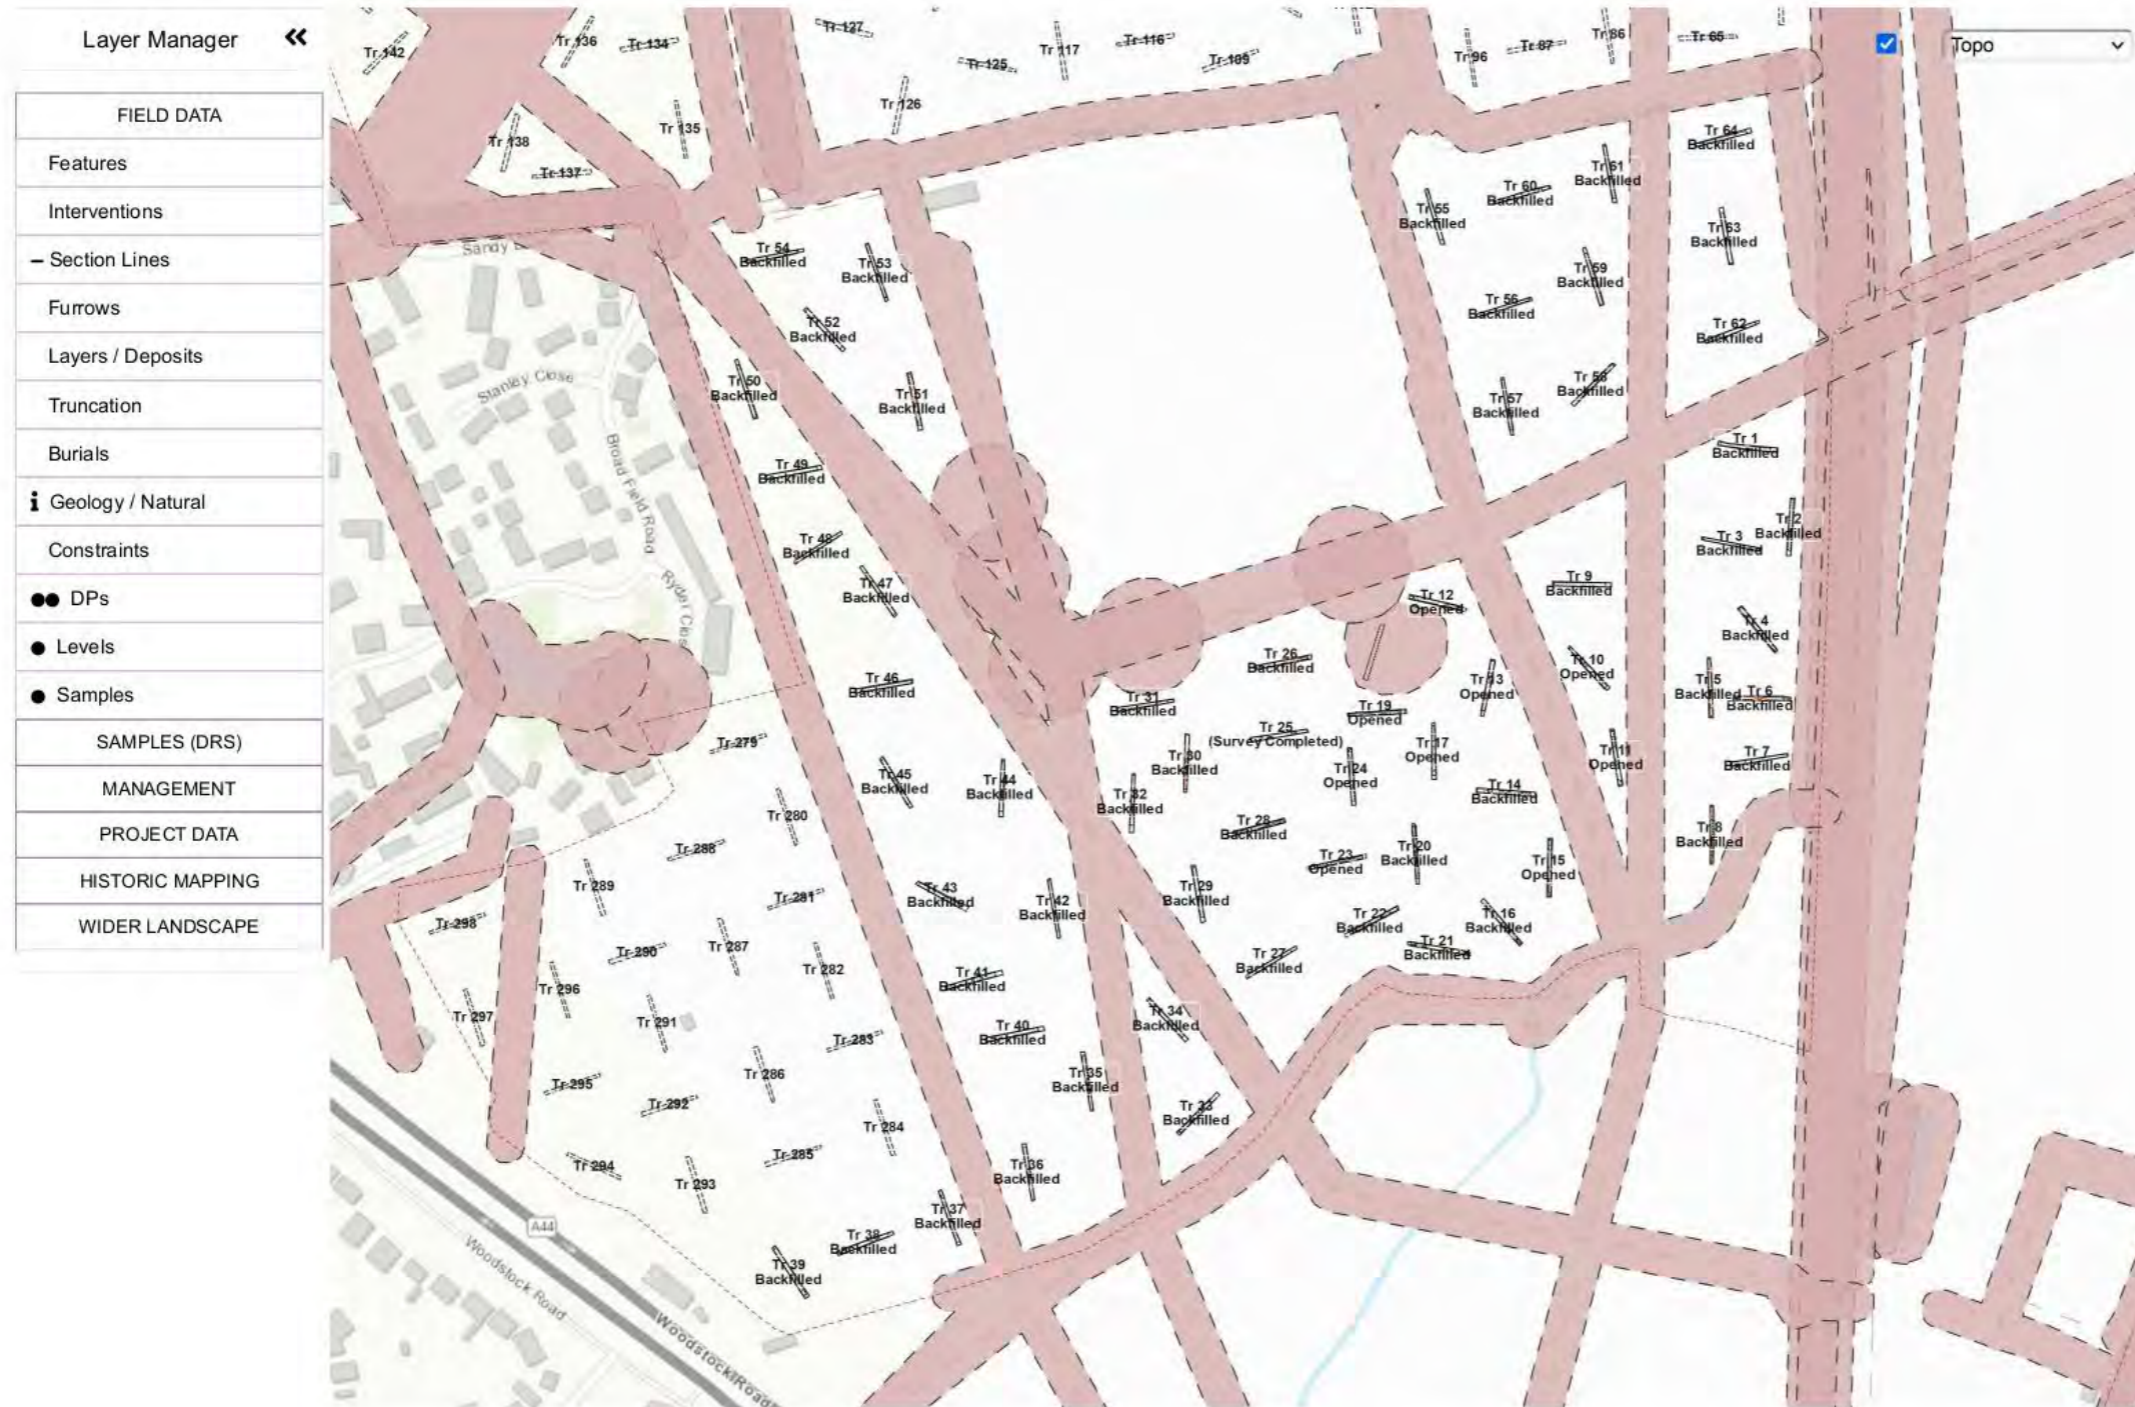 Layer Manager
FIELD DATA
Features
Interventions
Section Lines
Furrows
Layers / Deposits
Truncation
Burials
Geology / Natural
Constraints
DPs
Levels
Samples
SAMPLES (DRS)
MANAGEMENT
PROJECT DATA
HISTORIC MAPPING
WIDER LANDSCAPE
Topo
Tr 142
Tr 136
Tr 134
Tr 127
Tr 125
Tr 117
Tr 116
Tr 109
Tr 96
Tr 87
Tr 86
Tr 65
Tr 126
Tr 135
Tr 138
Tr 137
Tr 64
Backfilled
Tr 61
Backfilled
Tr 60
Backfilled
Tr 55
Backfilled
Tr 63
Backfilled
Tr 54
Backfilled
Tr 53
Backfilled
Tr 59
Backfilled
Tr 56
Backfilled
Tr 52
Backfilled
Tr 62
Backfilled
Tr 50
Backfilled
Tr 51
Backfilled
Tr 58
Backfilled
Tr 57
Backfilled
Tr 1
Backfilled
Tr 49
Backfilled
Tr 2
Backfilled
Tr 3
Backfilled
Tr 48
Backfilled
Tr 47
Backfilled
Tr 9
Backfilled
Tr 12
Opened
Tr 4
Backfilled
Tr 26
Backfilled
Tr 10
Opened
Tr 13
Opened
Tr 46
Backfilled
Tr 5
Backfilled
Tr 6
Backfilled
Tr 31
Backfilled
Tr 19
Opened
Tr 25
(Survey Completed)
Tr 17
Opened
Tr 11
Opened
Tr 7
Backfilled
Tr 30
Backfilled
Tr 24
Opened
Tr 45
Backfilled
Tr 44
Backfilled
Tr 14
Backfilled
Tr 32
Backfilled
Tr 28
Backfilled
Tr 8
Backfilled
Tr 20
Backfilled
Tr 23
Opened
Tr 15
Opened
Tr 43
Backfilled
Tr 29
Backfilled
Tr 42
Backfilled
Tr 22
Backfilled
Tr 16
Backfilled
Tr 21
Backfilled
Tr 27
Backfilled
Tr 41
Backfilled
Tr 34
Backfilled
Tr 40
Backfilled
Tr 35
Backfilled
Tr 33
Backfilled
Tr 36
Backfilled
Tr 37
Backfilled
Tr 38
Backfilled
Tr 39
Backfilled
Tr 279
Tr 280
Tr 288
Tr 289
Tr 281
Tr 298
Tr 290
Tr 287
Tr 282
Tr 296
Tr 297
Tr 291
Tr 283
Tr 286
Tr 295
Tr 292
Tr 284
Tr 285
Tr 294
Tr 293
Sandy
Stanley Close
Broad Field Road
Ryder Clos
A44
Woodstock Road
Woodstock Road